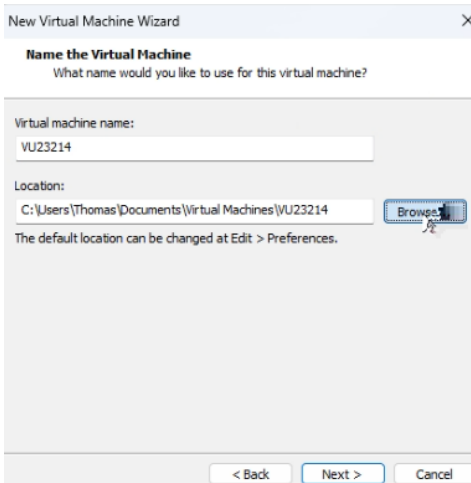 New Virtual Machine Wizard
Name the Virtual Machine
What name would you like to use for this virtual machine?
Virtual machine name:
VU23214
Location:
C:\Users\Thomas\Documents\Virtual Machines\VU23214
Browse
The default location can be changed at Edit > Preferences.
< Back Next > Cancel